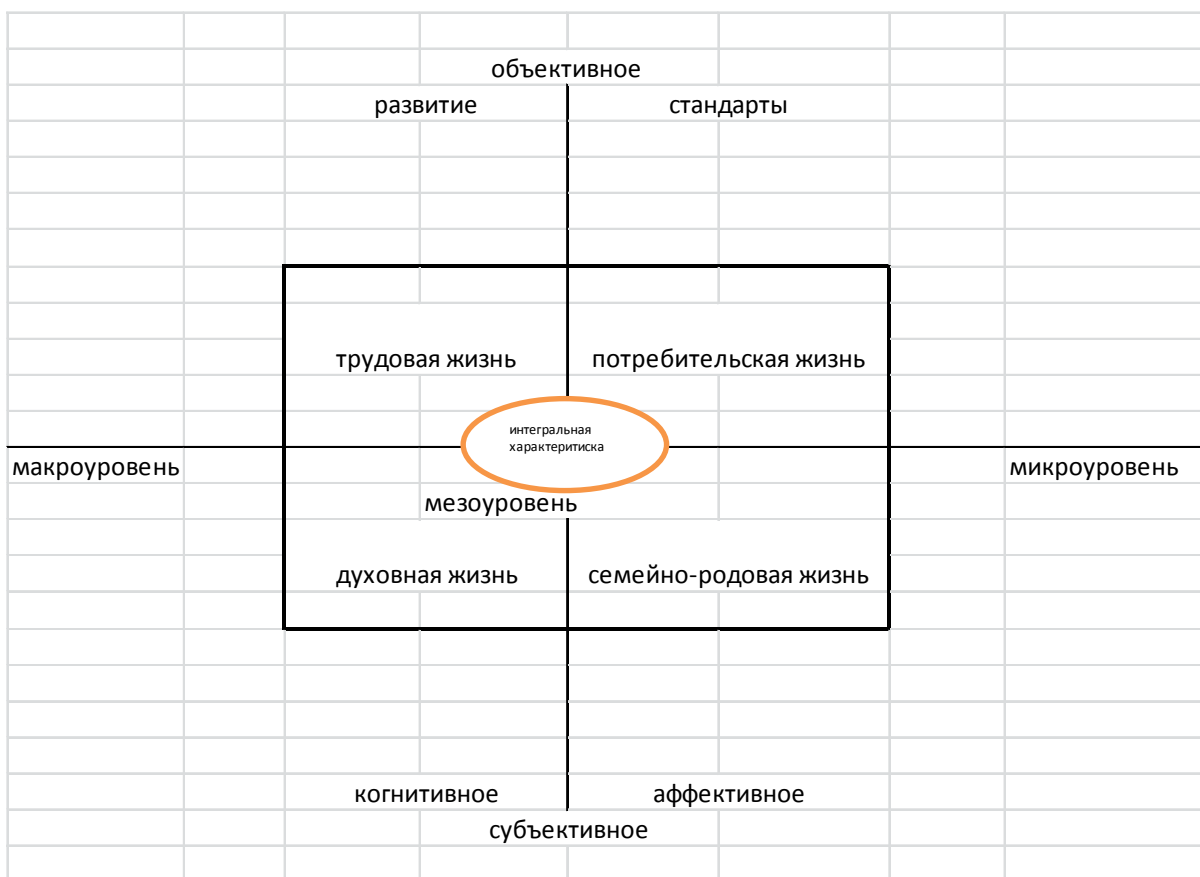 объективное
развитие
стандарты
трудовая жизнь
потребительская жизнь
интегральная
характеритиска
макроуровень
микроуровень
мезоуровень
духовная жизнь
семейно-родовая жизнь
когнитивное
аффективное
субъективное